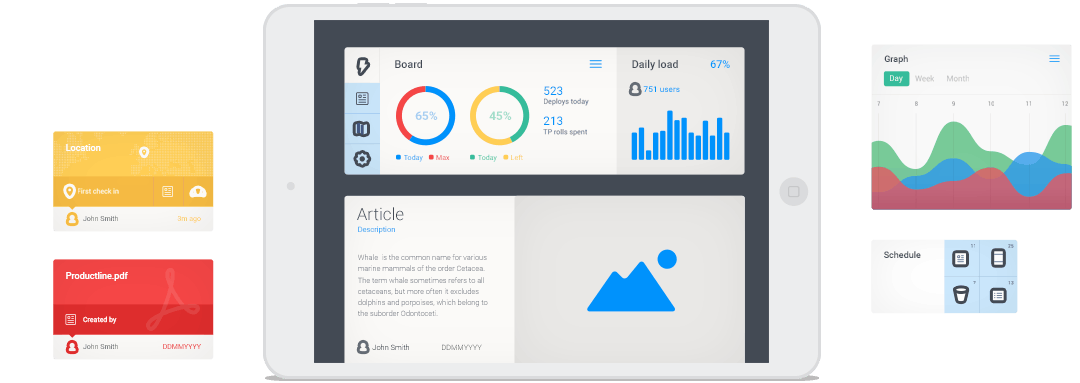 Location
First check in
John Smith
3m ago
Productline.pdf
Created by
John Smith
DDMMYYYY
Board
65%
45%
Today
Max
Today
Left
523
Deploys today
213
TP rolls spent
Daily load
67%
751 users
Article
Description
Whale is the common name for various
marine mammals of the order Cetacea.
The term whale sometimes refers to all
cetaceans, but more often it excludes
dolphins and porpoises, which belong to
the suborder Odontoceti.
John Smith
DDMMYYYY
Graph
Day
Week
Month
7 8 9 10 11 12
Schedule
11
25
7
13